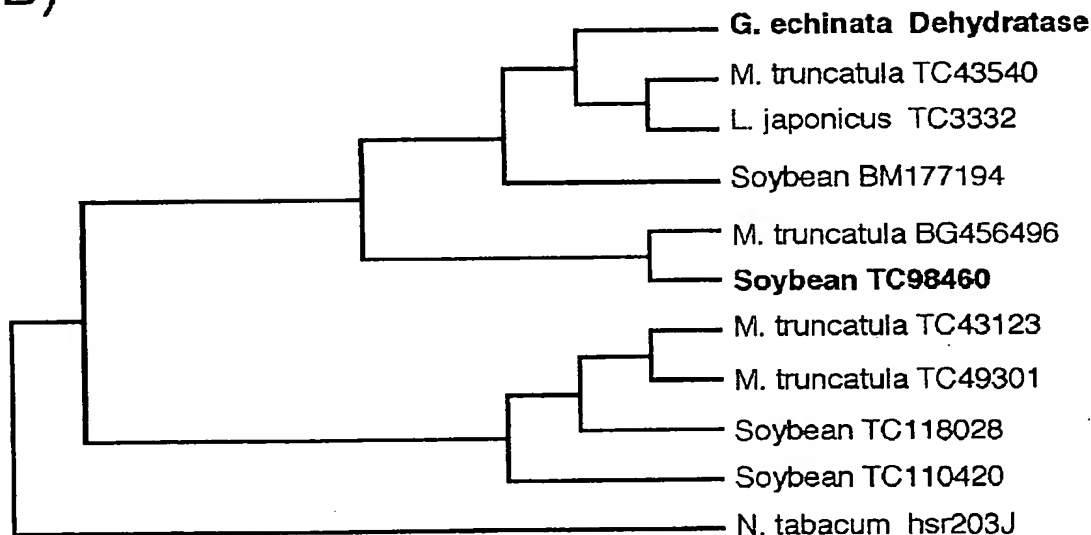 B)
G. echinata Dehydratase
M. truncatula TC43540
L. japonicus TC3332
Soybean BM177194
M. truncatula BG456496
Soybean TC98460
M. truncatula TC43123
M. truncatula TC49301
Soybean TC118028
Soybean TC110420
N. tabacum hsr203J